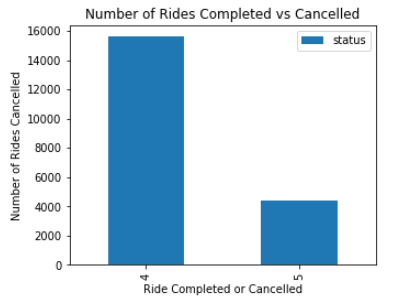 Number of Rides Completed vs Cancelled
status
Number of Rides Cancelled
16000
14000
12000
10000
8000
6000
4000
2000
0
4
5
Ride Completed or Cancelled